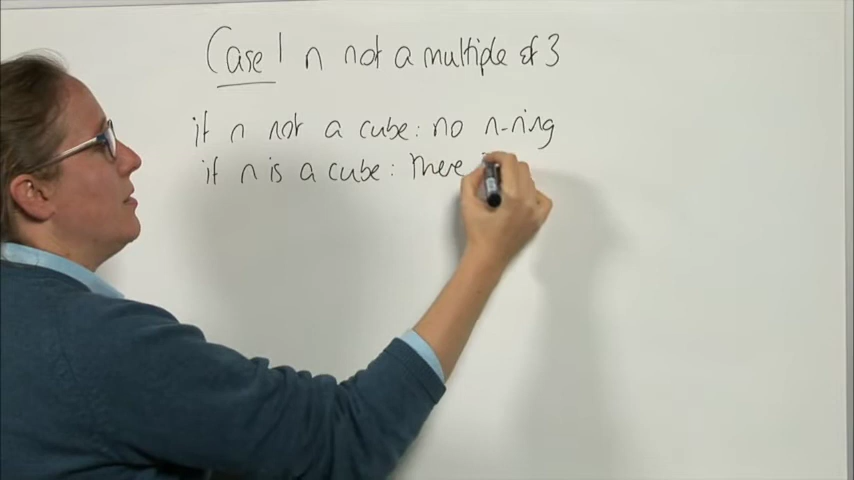 Case 1 n not a multiple of 3
if n not a cube: no n-ring
if n is a cube: there